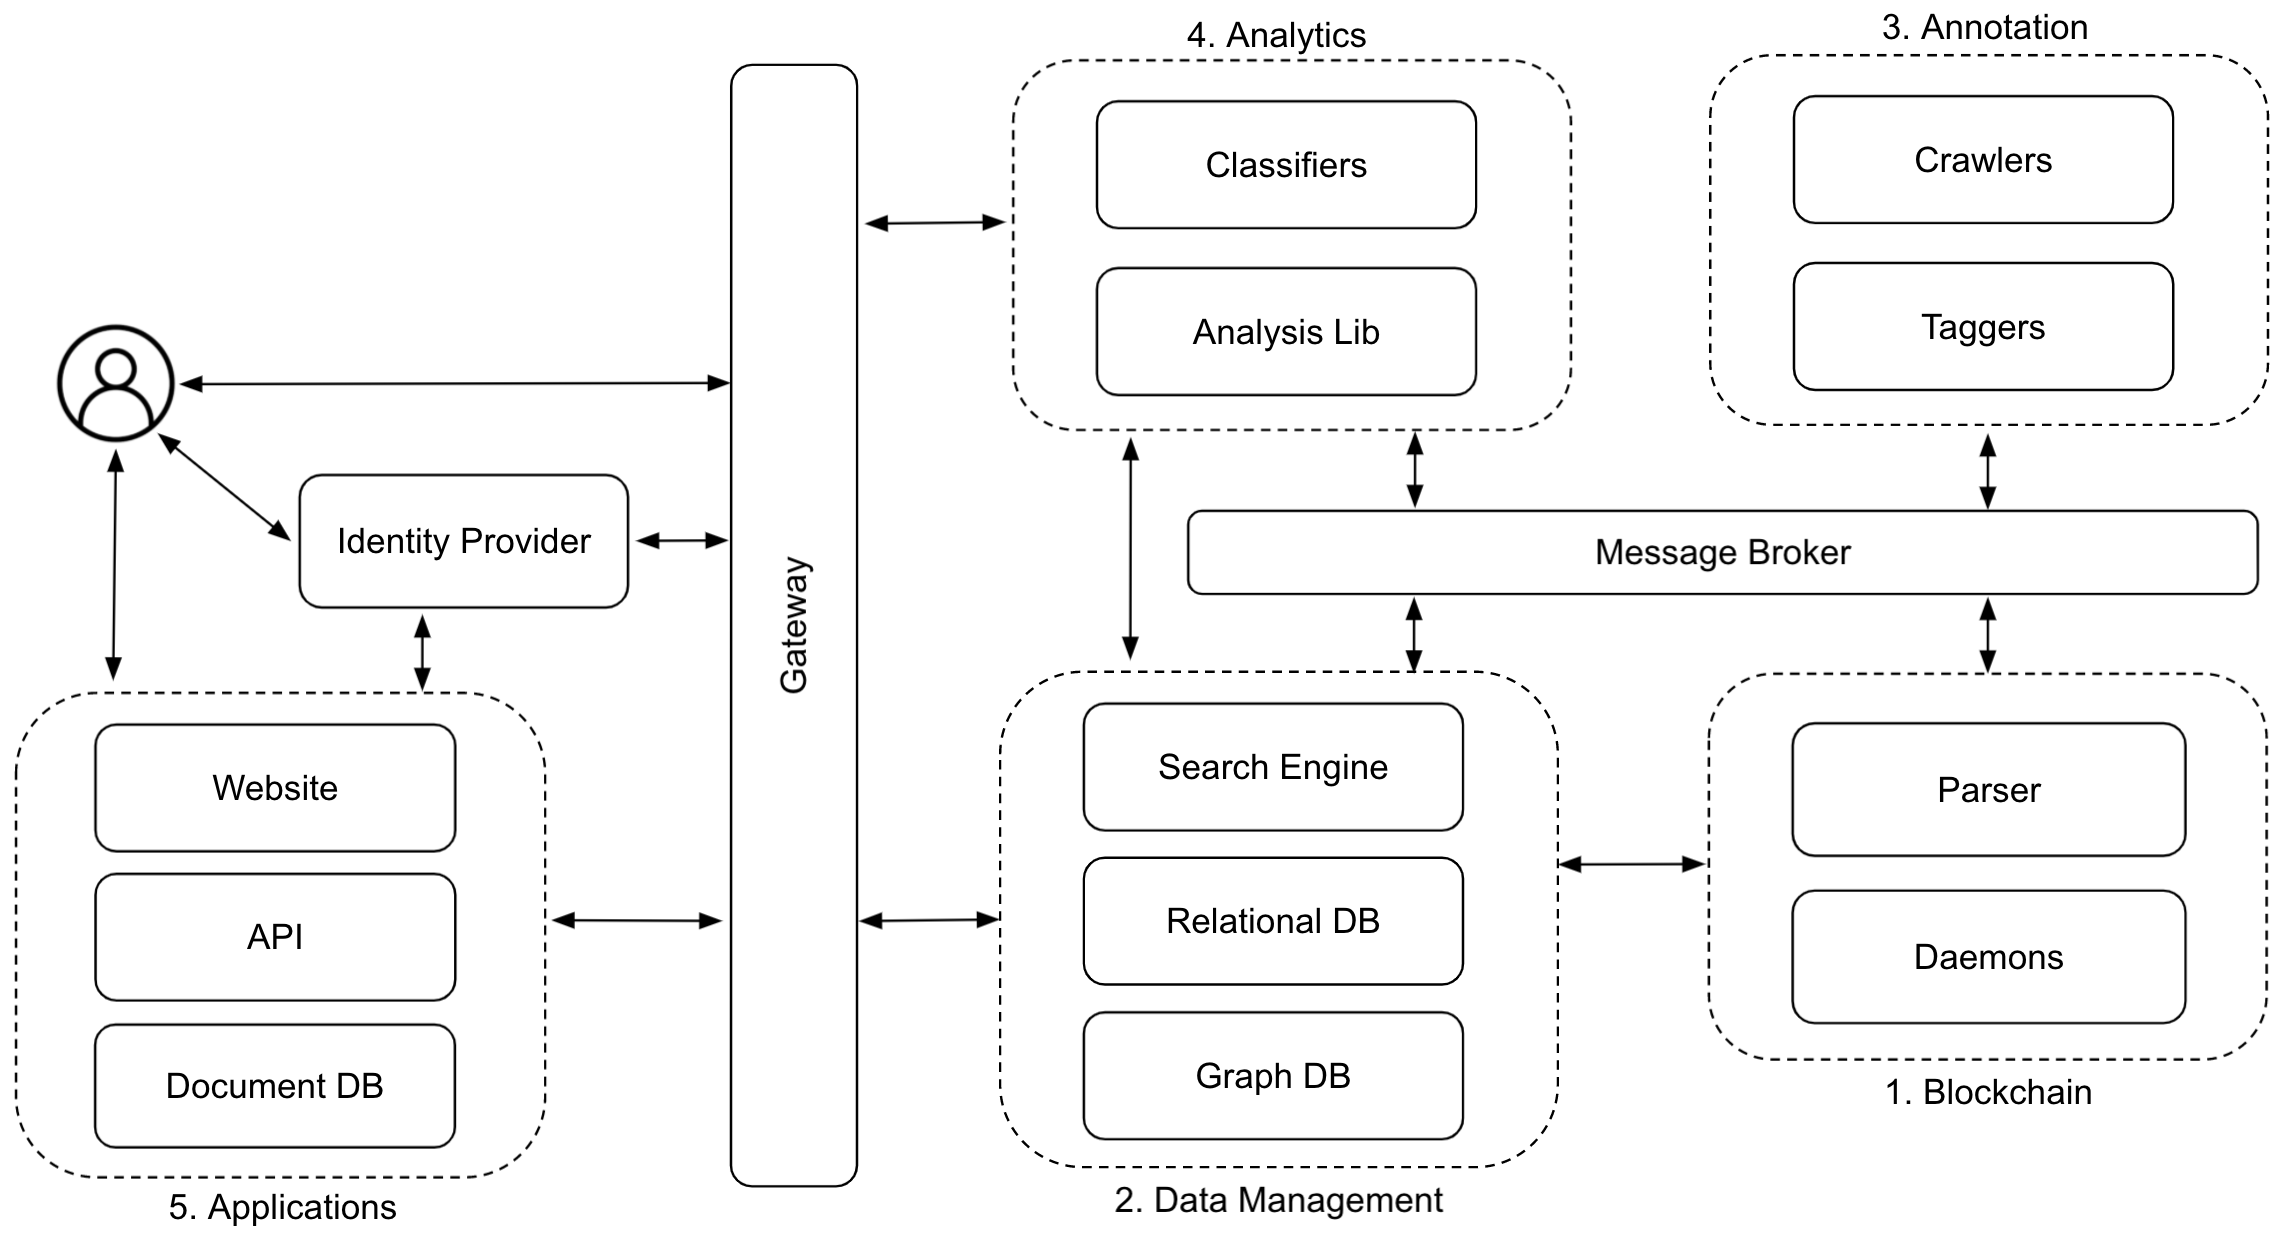 4. Analytics
3. Annotation
Classifiers
Crawlers
Analysis Lib
Taggers
Identity Provider
Gateway
Message Broker
Website
API
Document DB
5. Applications
Search Engine
Relational DB
Graph DB
2. Data Management
Parser
Daemons
1. Blockchain